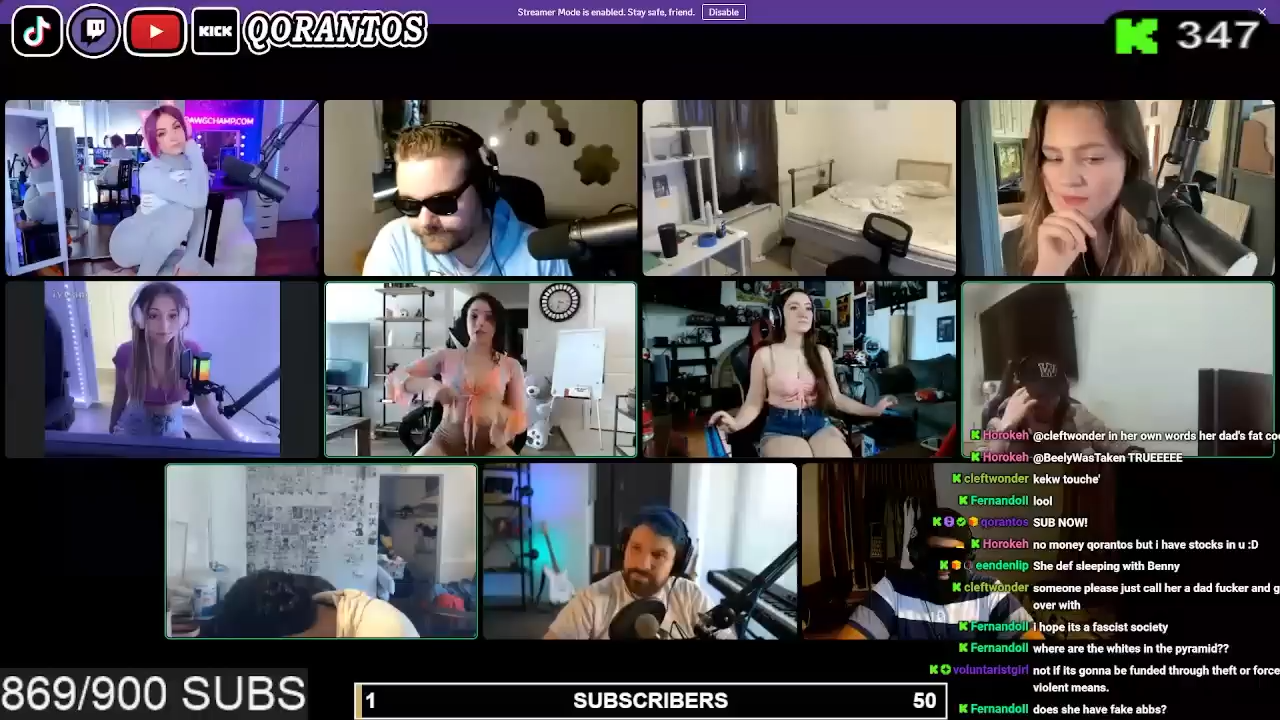 Streamer Mode is enabled. Stay safe, friend. Disable
KICK
QORANTOS
K 347
AWGCHAMP.COM
W
Horokeh @cleftwonder in her own words her dad's fat co
Horokeh @BeelyWasTaken TRUEEEEE
cleftwonder kekw touche'
Fernandoll lool
qorantos SUB NOW!
Horokeh no money qorantos but i have stocks in u :D
eendenlip She def sleeping with Benny
cleftwonder someone please just call her a dad fucker and g
over with
Fernandoll i hope its a fascist society
Fernandoll where are the whites in the pyramid??
voluntaristgirl not if its gonna be funded through theft or force
violent means.
Fernandoll does she have fake abbs?
869/900 SUBS
1 SUBSCRIBERS 50